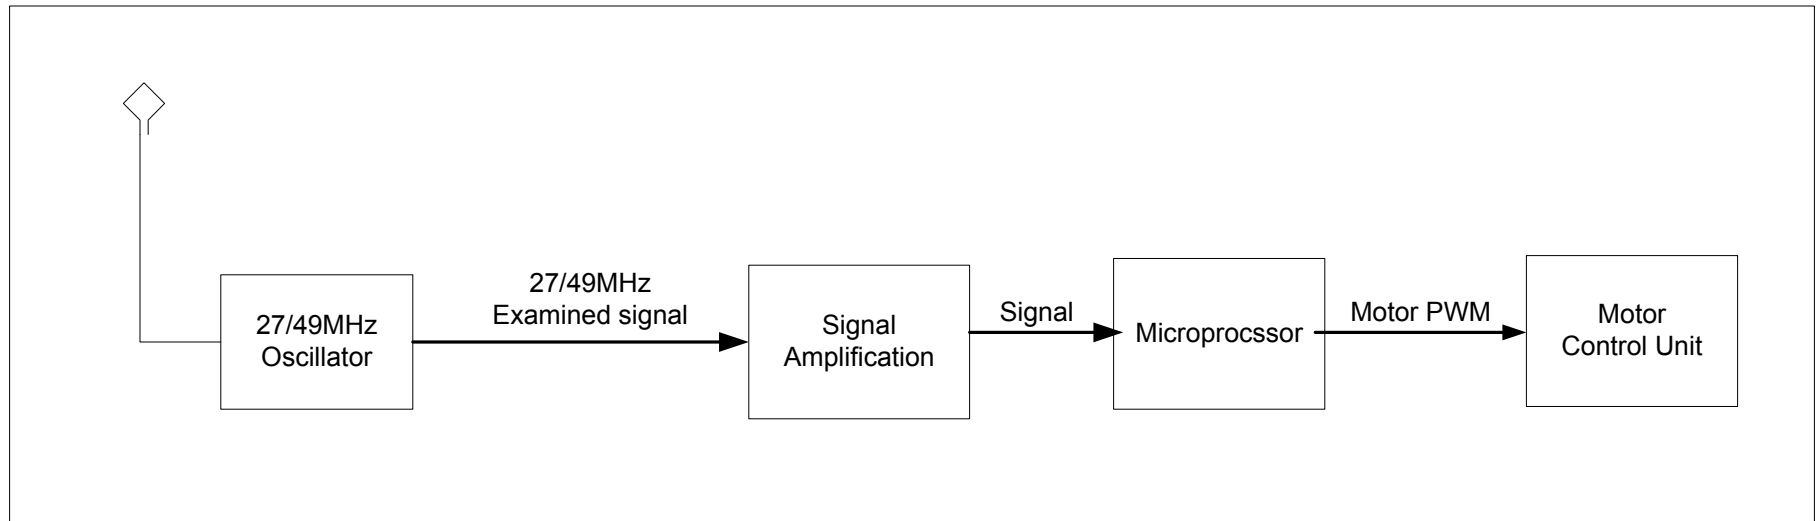 27/49MHz
Oscillator
27/49MHz
Examined signal
Signal
Amplification
Signal
Microprocssor
Motor PWM
Motor
Control Unit